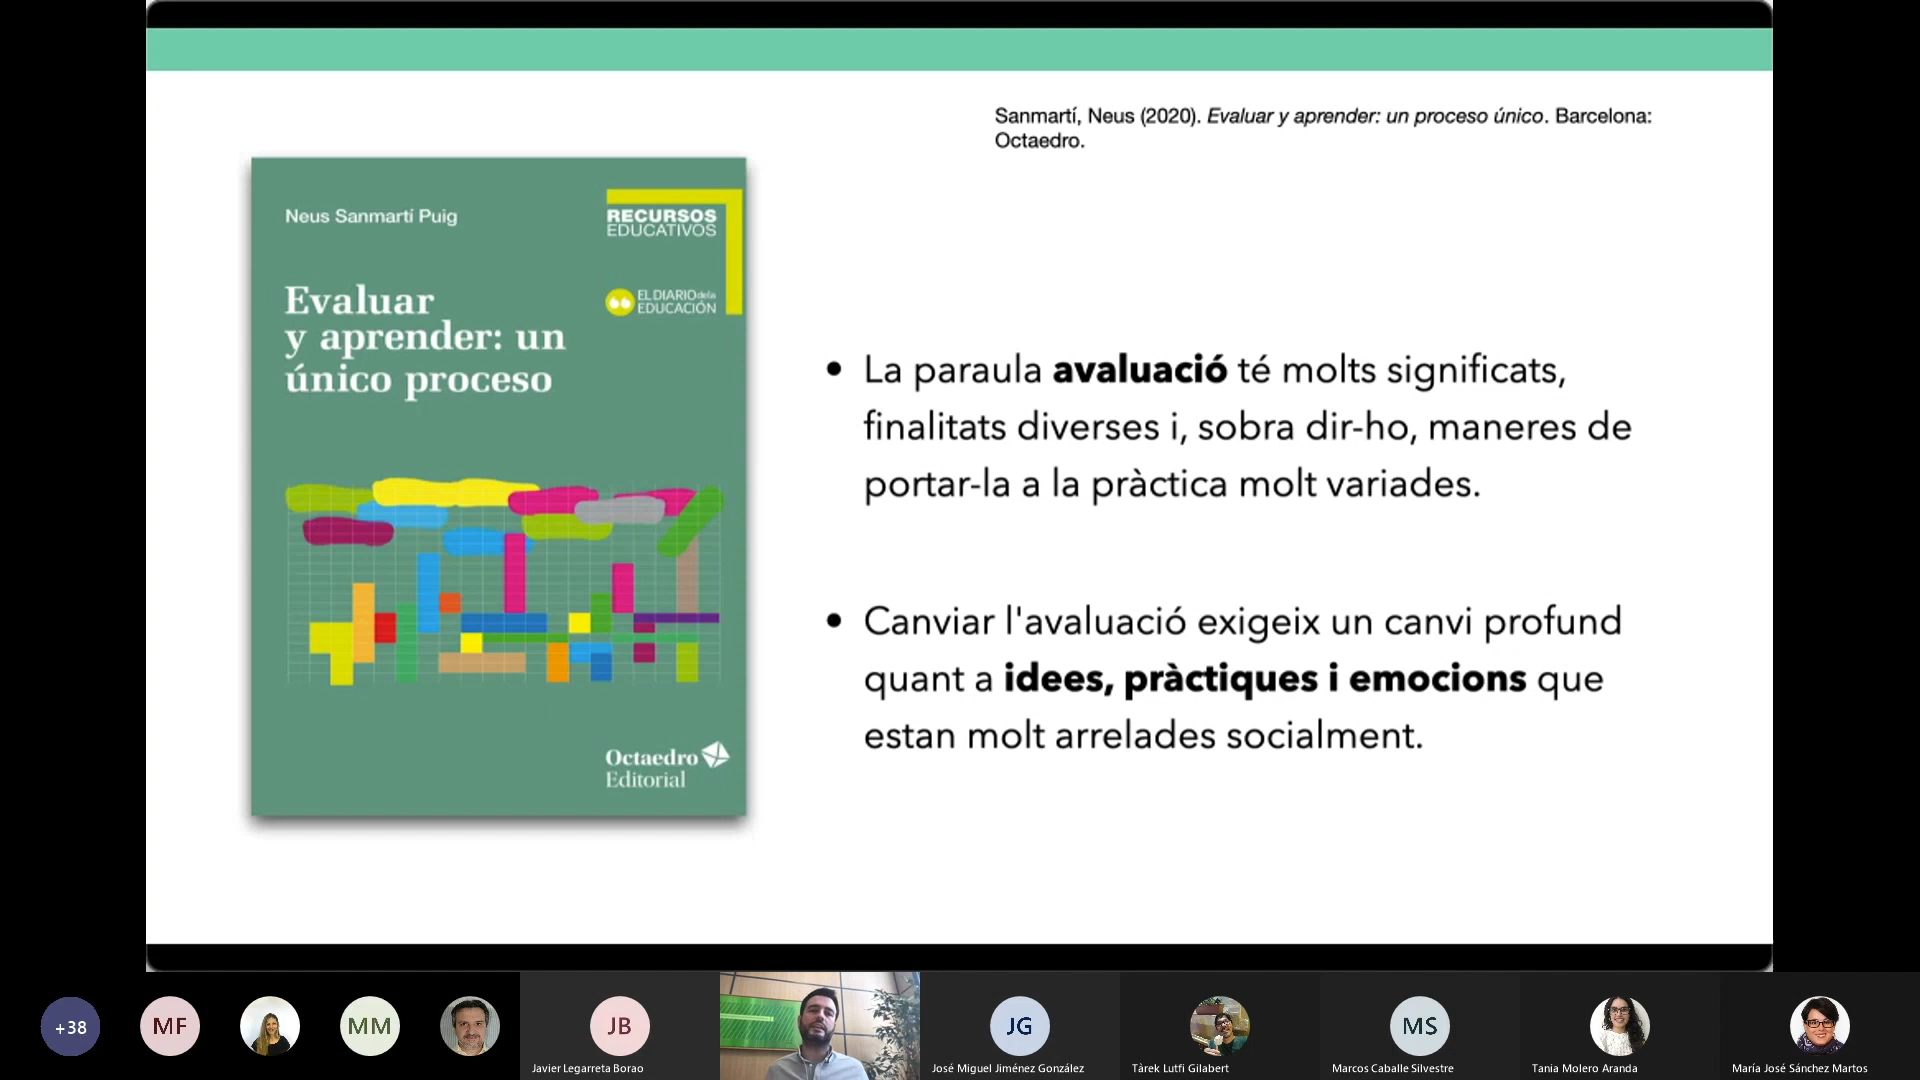 Sanmartí, Neus (2020). Evaluar y aprender: un proceso único. Barcelona:
Octaedro.
Neus Sanmartí Puig
RECURSOS
EDUCATIVOS
EL DIARIO de la
EDUCACIÓN
Evaluar
y aprender: un
único proceso
Octaedro
Editorial
• La paraula avaluació té molts significats,
finalitats diverses i, sobra dir-ho, maneres de
portar-la a la pràctica molt variades.
• Canviar l'avaluació exigeix un canvi profund
quant a idees, pràctiques i emocions que
estan molt arrelades socialment.
+38
MF
MM
JB
Javier Legarreta Borao
JG
José Miguel Jiménez González
Tàrek Lutfi Gilabert
MS
Marcos Caballe Silvestre
Tania Molero Aranda
María José Sánchez Martos